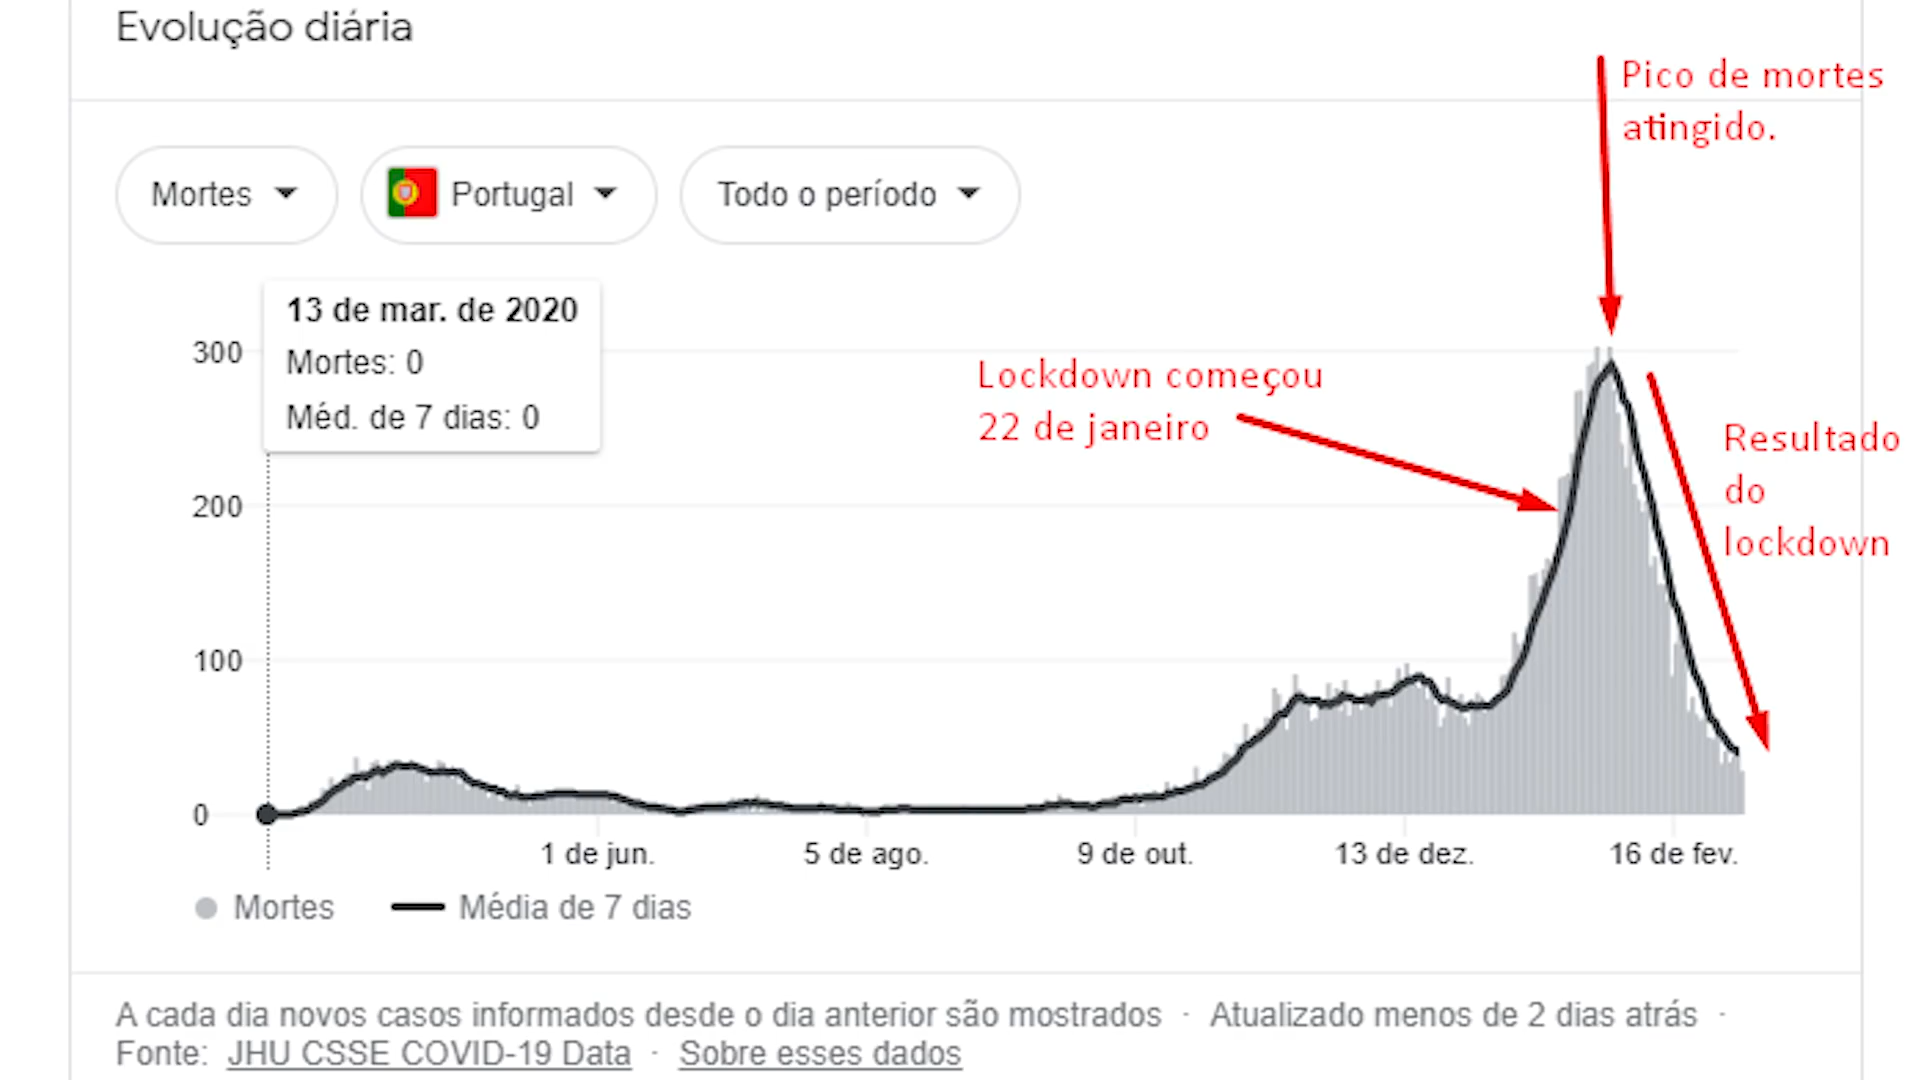 Evolução diária
Pico de mortes
atingido.
Mortes
Portugal
Todo o período
13 de mar. de 2020
Mortes: 0
Méd. de 7 dias: 0
300
Lockdown começou
22 de janeiro
Resultado
do
lockdown
200
100
0
1 de jun.
5 de ago.
9 de out.
13 de dez.
16 de fev.
Mortes
Média de 7 dias
A cada dia novos casos informados desde o dia anterior são mostrados · Atualizado menos de 2 dias atrás ·
Fonte: JHU CSSE COVID-19 Data · Sobre esses dados